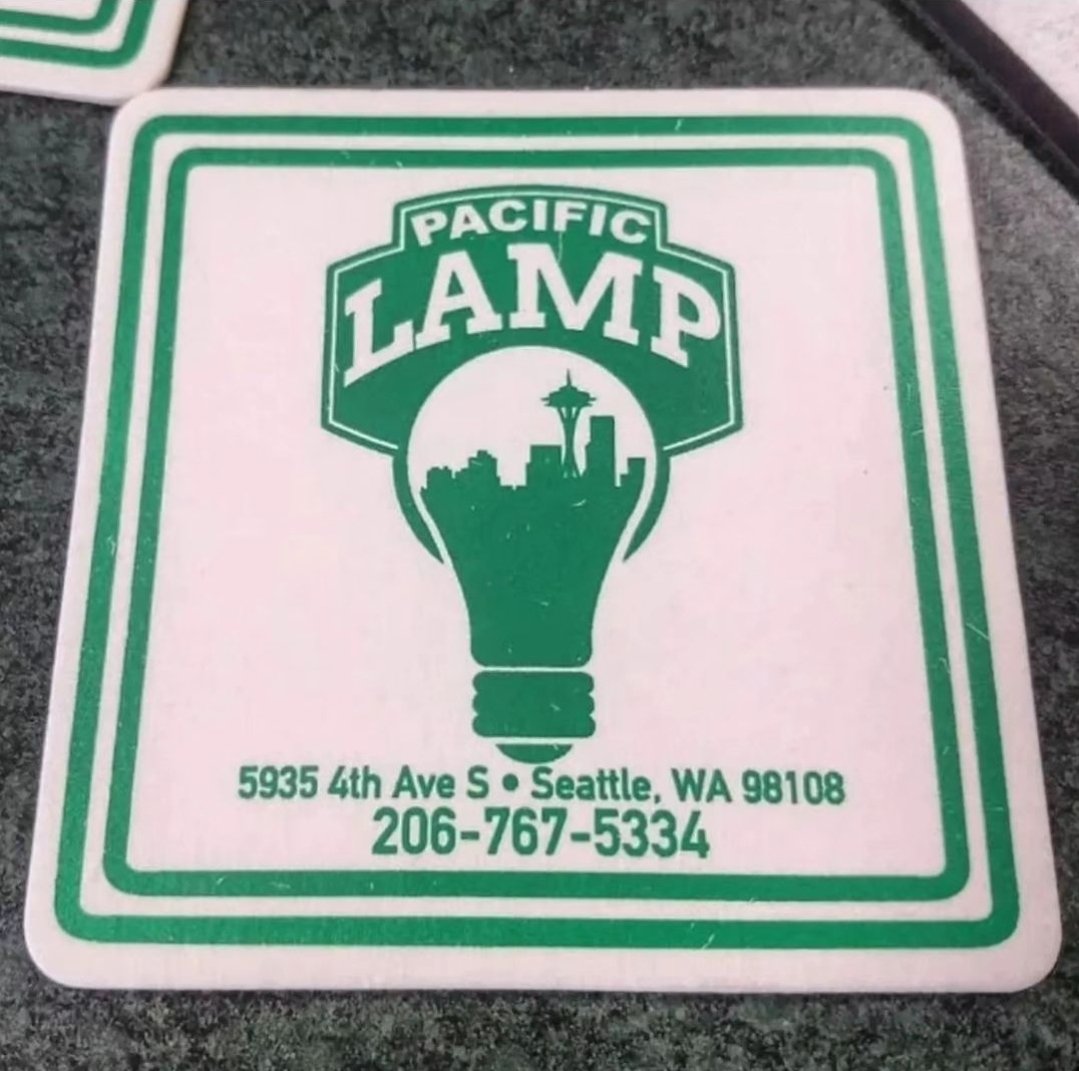 PACIFIC
LAMP
5935 4th Ave S • Seattle, WA 98108
206-767-5334